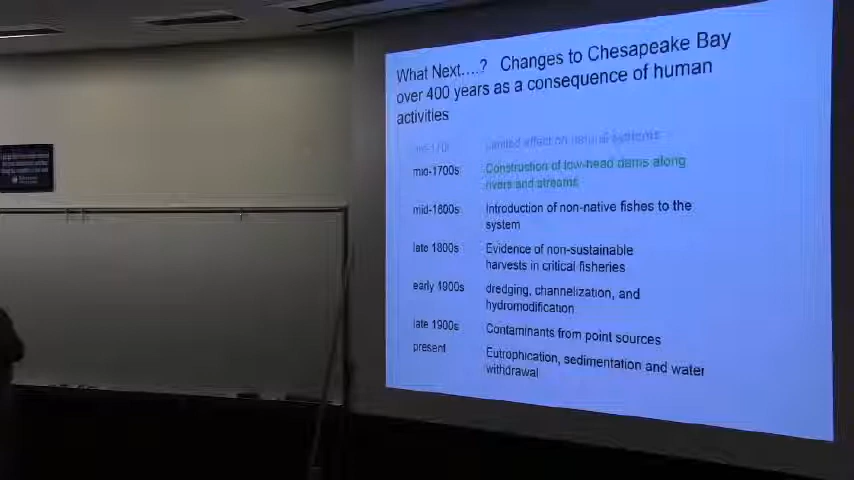 What Next....? Changes to Chesapeake Bay
over 400 years as a consequence of human
activities
Limited effect on natural systems
mid-1700s Construction of low-head dams along
rivers and streams
mid-1800s Introduction of non-native fishes to the
system
late 1800s Evidence of non-sustainable
harvests in critical fisheries
early 1900s dredging, channelization, and
hydromodification
late 1900s Contaminants from point sources
present Eutrophication, sedimentation and water
withdrawal